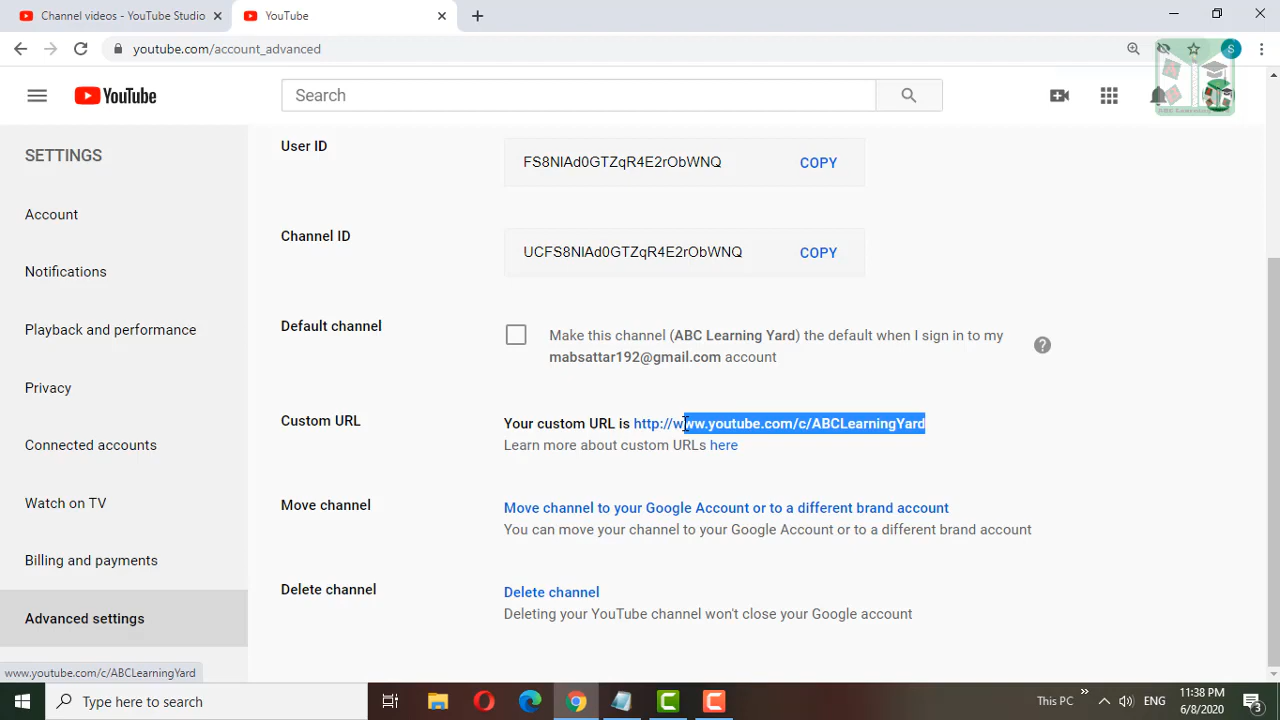 Channel videos - YouTube Studio
YouTube
youtube.com/account_advanced
S
YouTube
Search
SETTINGS
Account
Notifications
Playback and performance
Privacy
Connected accounts
Watch on TV
Billing and payments
Advanced settings
User ID
FS8NlAd0GTZqR4E2rObWNQ
COPY
Channel ID
UCFS8NlAd0GTZqR4E2rObWNQ
COPY
Default channel
Make this channel (ABC Learning Yard) the default when I sign in to my
mabsattar192@gmail.com account
Custom URL
Your custom URL is http://www.youtube.com/c/ABCLearningYard
Learn more about custom URLs here
Move channel
Move channel to your Google Account or to a different brand account
You can move your channel to your Google Account or to a different brand account
Delete channel
Delete channel
Deleting your YouTube channel won't close your Google account
www.youtube.com/c/ABCLearningYard
Type here to search
This PC
ENG
11:38 PM
6/8/2020
3